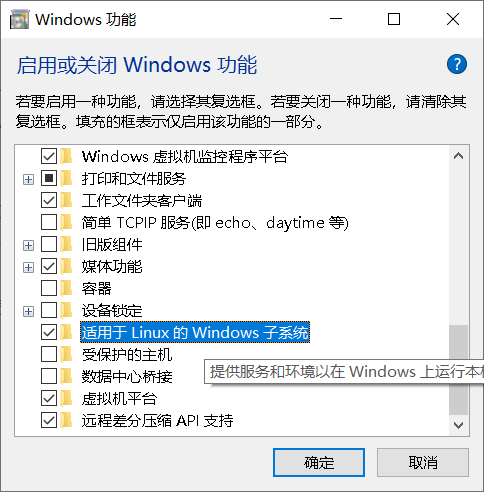 Windows 功能
启用或关闭 Windows 功能
若要启用一种功能，请选择其复选框。若要关闭一种功能，请清除其
复选框。填充的框表示仅启用该功能的一部分。
Windows 虚拟机监控程序平台
打印和文件服务
工作文件夹客户端
简单 TCPIP 服务(即 echo、daytime 等)
旧版组件
媒体功能
容器
设备锁定
适用于 Linux 的 Windows 子系统
受保护的主机
提供服务和环境以在 Windows 上运行本
数据中心桥接
虚拟机平台
远程差分压缩 API 支持
确定
取消